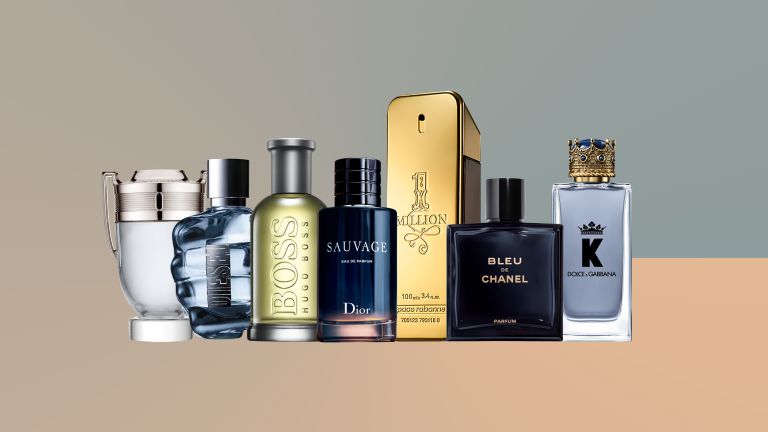 DIESEL
BOSS
HUGO BOSS
SAUVAGE
EAU DE PARFUM
Dior
1
MILLION
100 ml e 3.4 FL.OZ.
paco rabanne
BLEU
DE
CHANEL
PARFUM
K
DOLCE & GABBANA